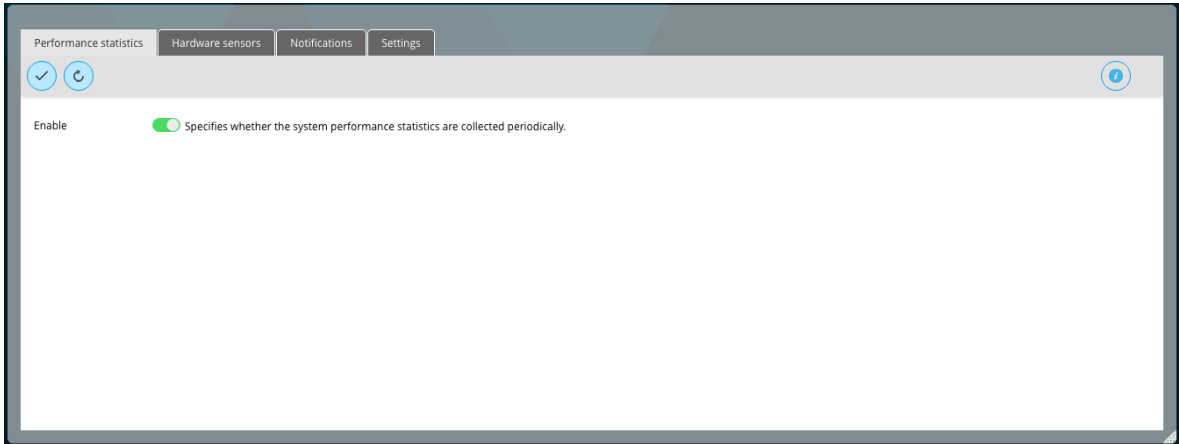 Performance statistics
Hardware sensors
Notifications
Settings
Enable
Specifies whether the system performance statistics are collected periodically.